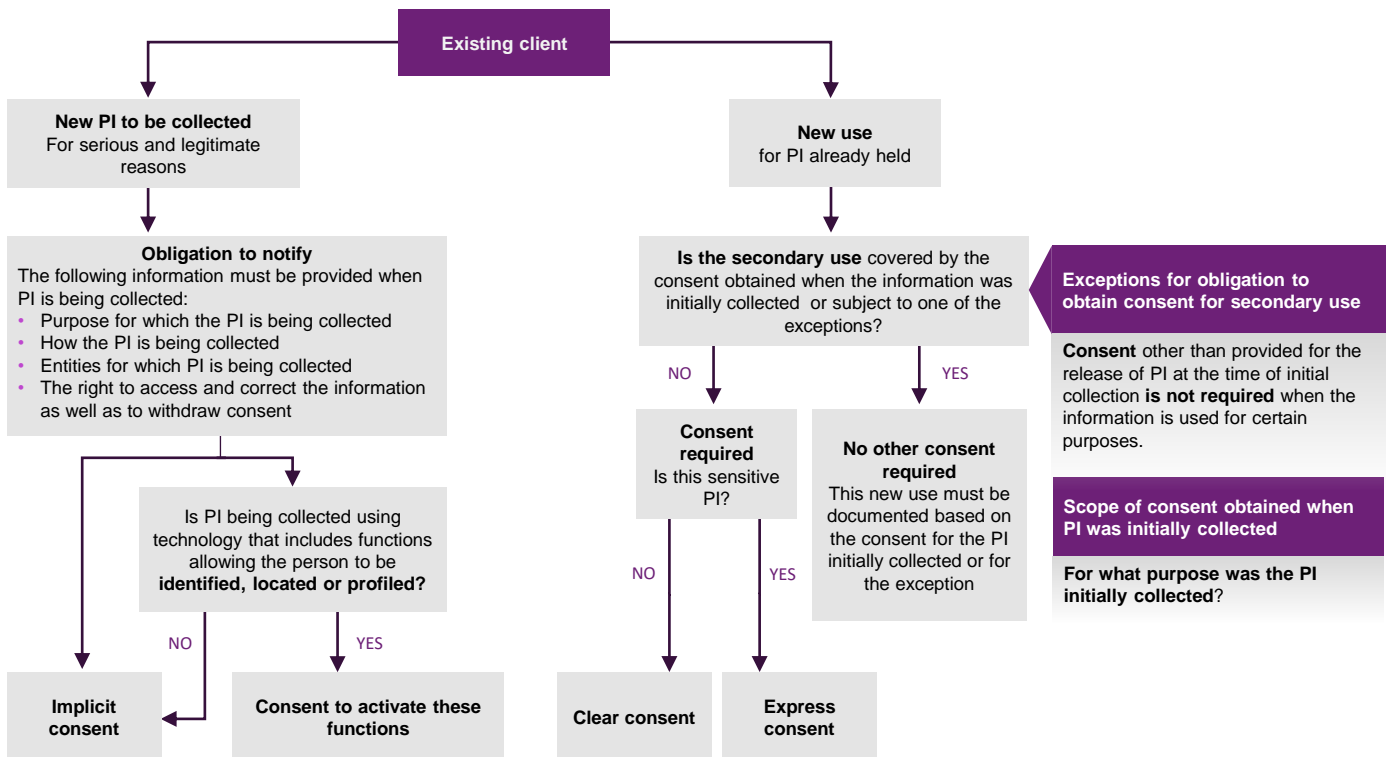 Existing client
New PI to be collected
For serious and legitimate
reasons
New use
for PI already held
Obligation to notify
The following information must be provided when
PI is being collected:
• Purpose for which the PI is being collected
• How the PI is being collected
• Entities for which PI is being collected
• The right to access and correct the information
as well as to withdraw consent
Is the secondary use covered by the
consent obtained when the information was
initially collected or subject to one of the
exceptions?
Exceptions for obligation to
obtain consent for secondary use
Consent other than provided for the
release of PI at the time of initial
collection is not required when the
information is used for certain
purposes.
NO
YES
Consent
required
Is this sensitive
PI?
No other consent
required
This new use must be
documented based on
the consent for the PI
initially collected or for
the exception
Scope of consent obtained when
PI was initially collected
For what purpose was the PI
initially collected?
Is PI being collected using
technology that includes functions
allowing the person to be
identified, located or profiled?
NO
YES
NO
YES
Implicit
consent
Consent to activate these
functions
Clear consent
Express
consent